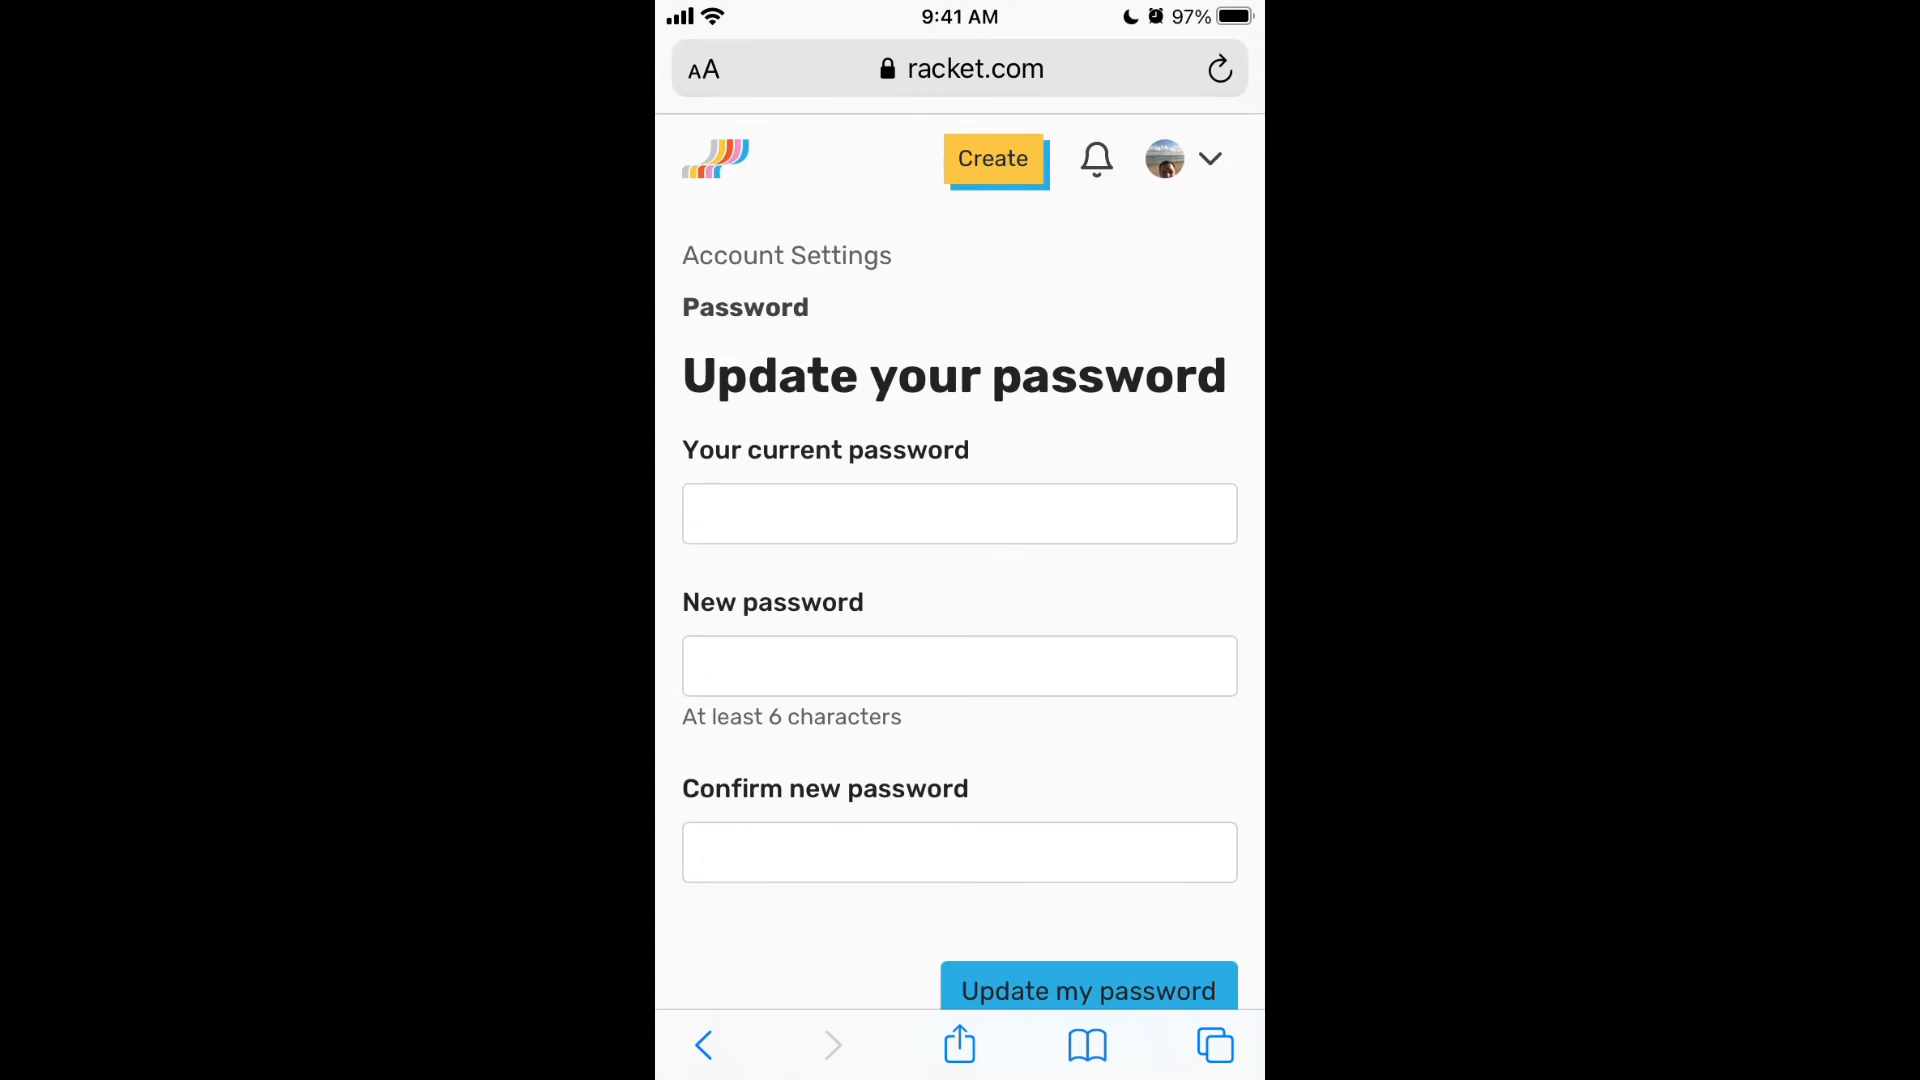 9:41 AM
97%
AA
racket.com
Create
Account Settings
Password
Update your password
Your current password
New password
At least 6 characters
Confirm new password
Update my password